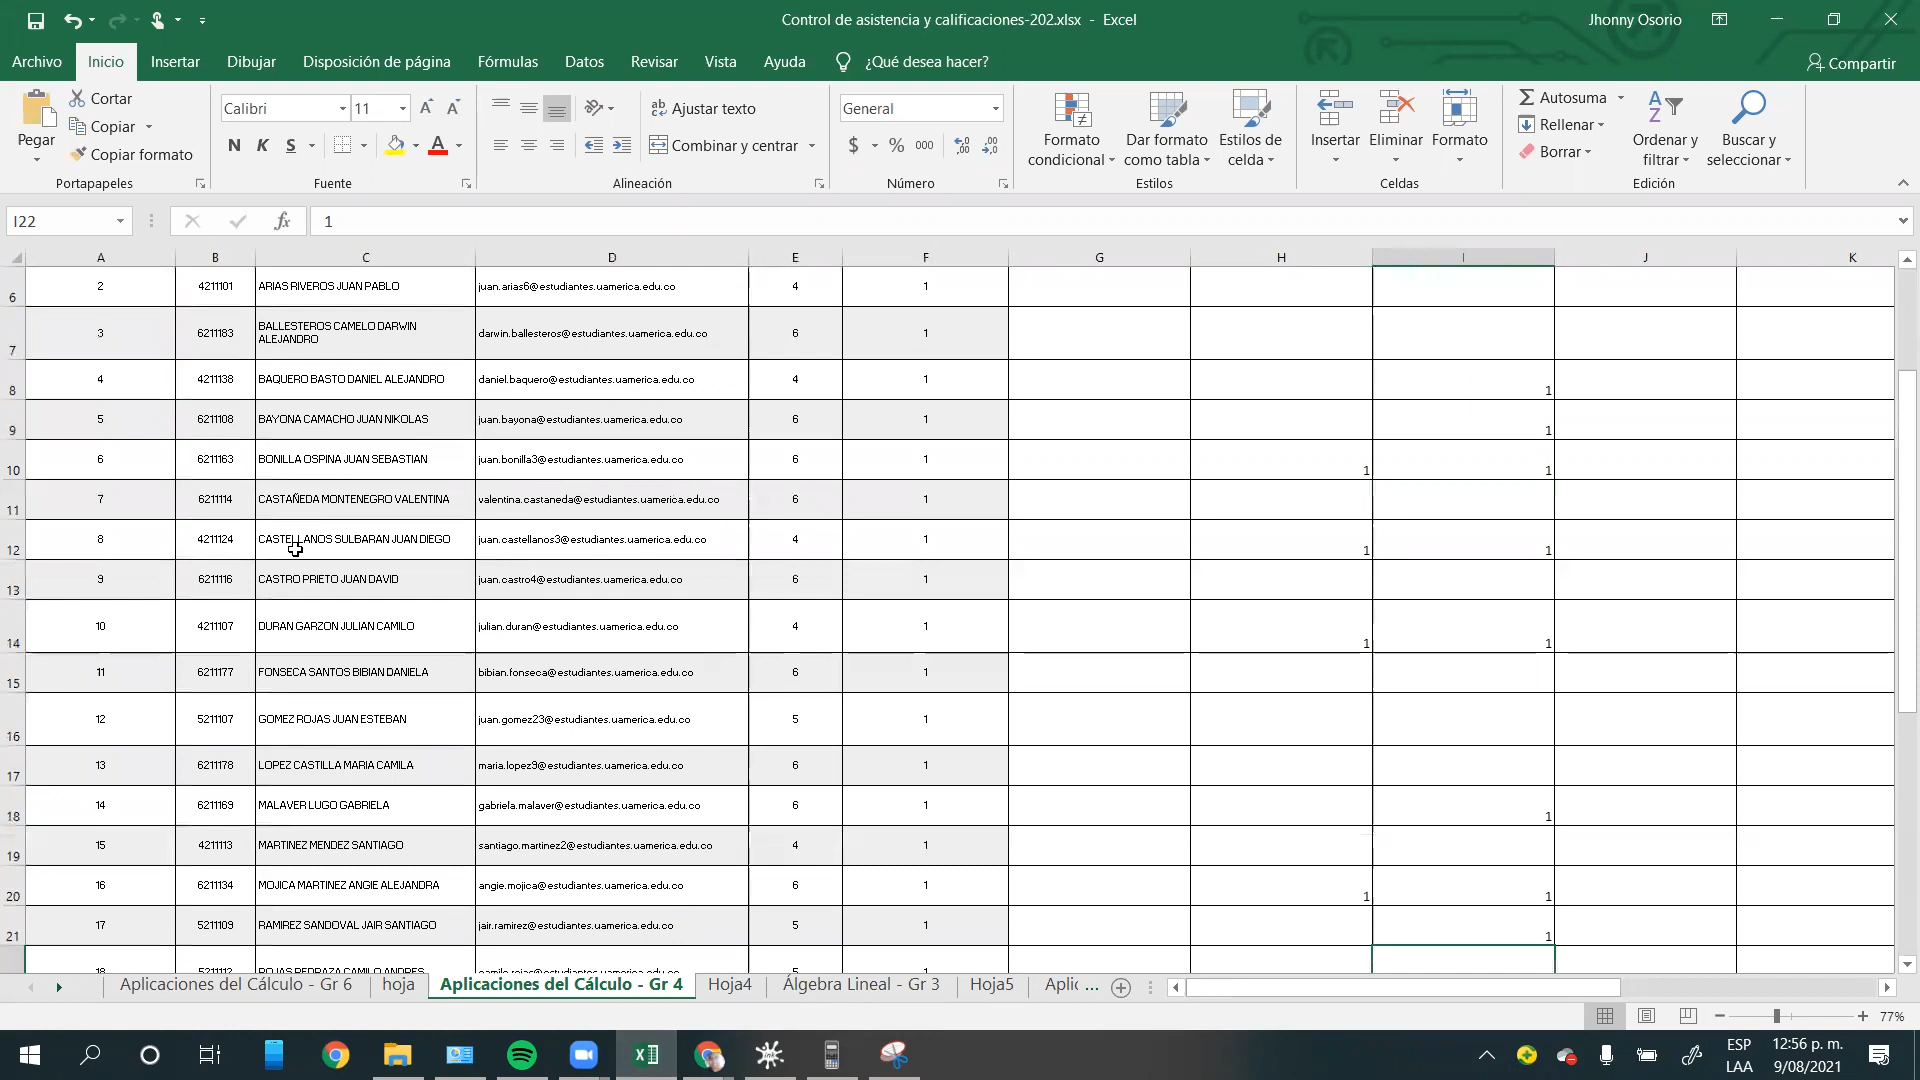 Control de asistencia y calificaciones-202.xlsx - Excel
Jhonny Osorio
Archivo Inicio Insertar Dibujar Disposición de página Fórmulas Datos Revisar Vista Ayuda ¿Qué desea hacer? Compartir
Pegar
Cortar
Copiar
Copiar formato
Portapapeles
Calibri 11
N K S
Fuente
Ajustar texto
Combinar y centrar
Alineación
General
$ % 000
Número
Formato condicional
Dar formato como tabla
Estilos de celda
Estilos
Insertar Eliminar Formato
Celdas
Autosuma
Rellenar
Borrar
Ordenar y filtrar
Buscar y seleccionar
Edición
I22 fx 1
A B C D E F G H I J K
6 2 4211101 ARIAS RIVEROS JUAN PABLO juan.arias6@estudiantes.uamerica.edu.co 4 1
7 3 6211183 BALLESTEROS CAMELO DARWIN ALEJANDRO darwin.ballesteros@estudiantes.uamerica.edu.co 6 1
8 4 4211138 BAQUERO BASTO DANIEL ALEJANDRO daniel.baquero@estudiantes.uamerica.edu.co 4 1 1
9 5 6211108 BAYONA CAMACHO JUAN NIKOLAS juan.bayona@estudiantes.uamerica.edu.co 6 1 1
10 6 6211163 BONILLA OSPINA JUAN SEBASTIAN juan.bonilla3@estudiantes.uamerica.edu.co 6 1 1 1
11 7 6211114 CASTAÑEDA MONTENEGRO VALENTINA valentina.castaneda@estudiantes.uamerica.edu.co 6 1
12 8 4211124 CASTELLANOS SULBARAN JUAN DIEGO juan.castellanos3@estudiantes.uamerica.edu.co 4 1 1 1
13 9 6211116 CASTRO PRIETO JUAN DAVID juan.castro4@estudiantes.uamerica.edu.co 6 1
14 10 4211107 DURAN GARZON JULIAN CAMILO julian.duran@estudiantes.uamerica.edu.co 4 1 1 1
15 11 6211177 FONSECA SANTOS BIBIAN DANIELA bibian.fonseca@estudiantes.uamerica.edu.co 6 1
16 12 5211107 GOMEZ ROJAS JUAN ESTEBAN juan.gomez23@estudiantes.uamerica.edu.co 5 1
17 13 6211178 LOPEZ CASTILLA MARIA CAMILA maria.lopez9@estudiantes.uamerica.edu.co 6 1
18 14 6211169 MALAVER LUGO GABRIELA gabriela.malaver@estudiantes.uamerica.edu.co 6 1 1
19 15 4211113 MARTINEZ MENDEZ SANTIAGO santiago.martinez2@estudiantes.uamerica.edu.co 4 1
20 16 6211134 MOJICA MARTINEZ ANGIE ALEJANDRA angie.mojica@estudiantes.uamerica.edu.co 6 1 1 1
21 17 5211109 RAMIREZ SANDOVAL JAIR SANTIAGO jair.ramirez@estudiantes.uamerica.edu.co 5 1 1
18 5211112 ROJAS PEDRAZA CAMILO ANDRES camilo.rojas@estudiantes.uamerica.edu.co 5 1
Aplicaciones del Cálculo - Gr 6 hoja Aplicaciones del Cálculo - Gr 4 Hoja4 Álgebra Lineal - Gr 3 Hoja5 Aplic ...
77%
ESP 12:56 p. m.
LAA 9/08/2021